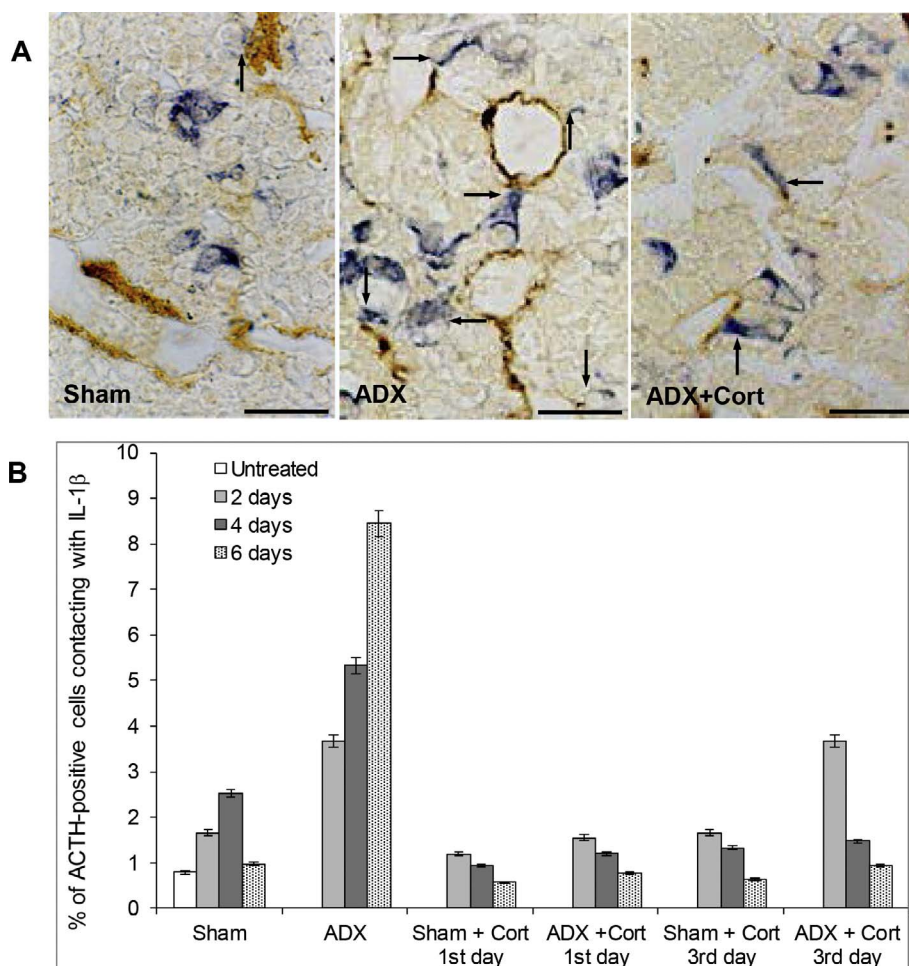 A
Sham
ADX
ADX+Cort
B
% of ACTH-positive cells contacting with IL-1β
10
9
8
7
6
5
4
3
2
1
0
Untreated
2 days
4 days
6 days
Sham
ADX
Sham + Cort
1st day
ADX +Cort
1st day
Sham + Cort
3rd day
ADX + Cort
3rd day